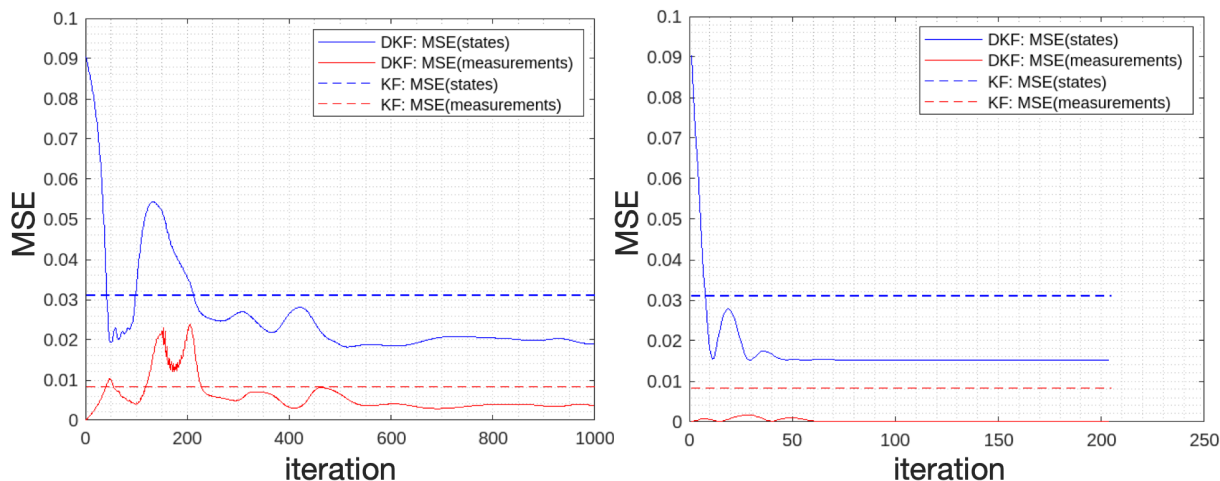 0.1
0.09
0.08
0.07
0.06
0.05
0.04
0.03
0.02
0.01
0
MSE
DKF: MSE(states)
DKF: MSE(measurements)
KF: MSE(states)
KF: MSE(measurements)
0 200 400 600 800 1000
iteration
0.1
0.09
0.08
0.07
0.06
0.05
0.04
0.03
0.02
0.01
0
MSE
DKF: MSE(states)
DKF: MSE(measurements)
KF: MSE(states)
KF: MSE(measurements)
0 50 100 150 200 250
iteration